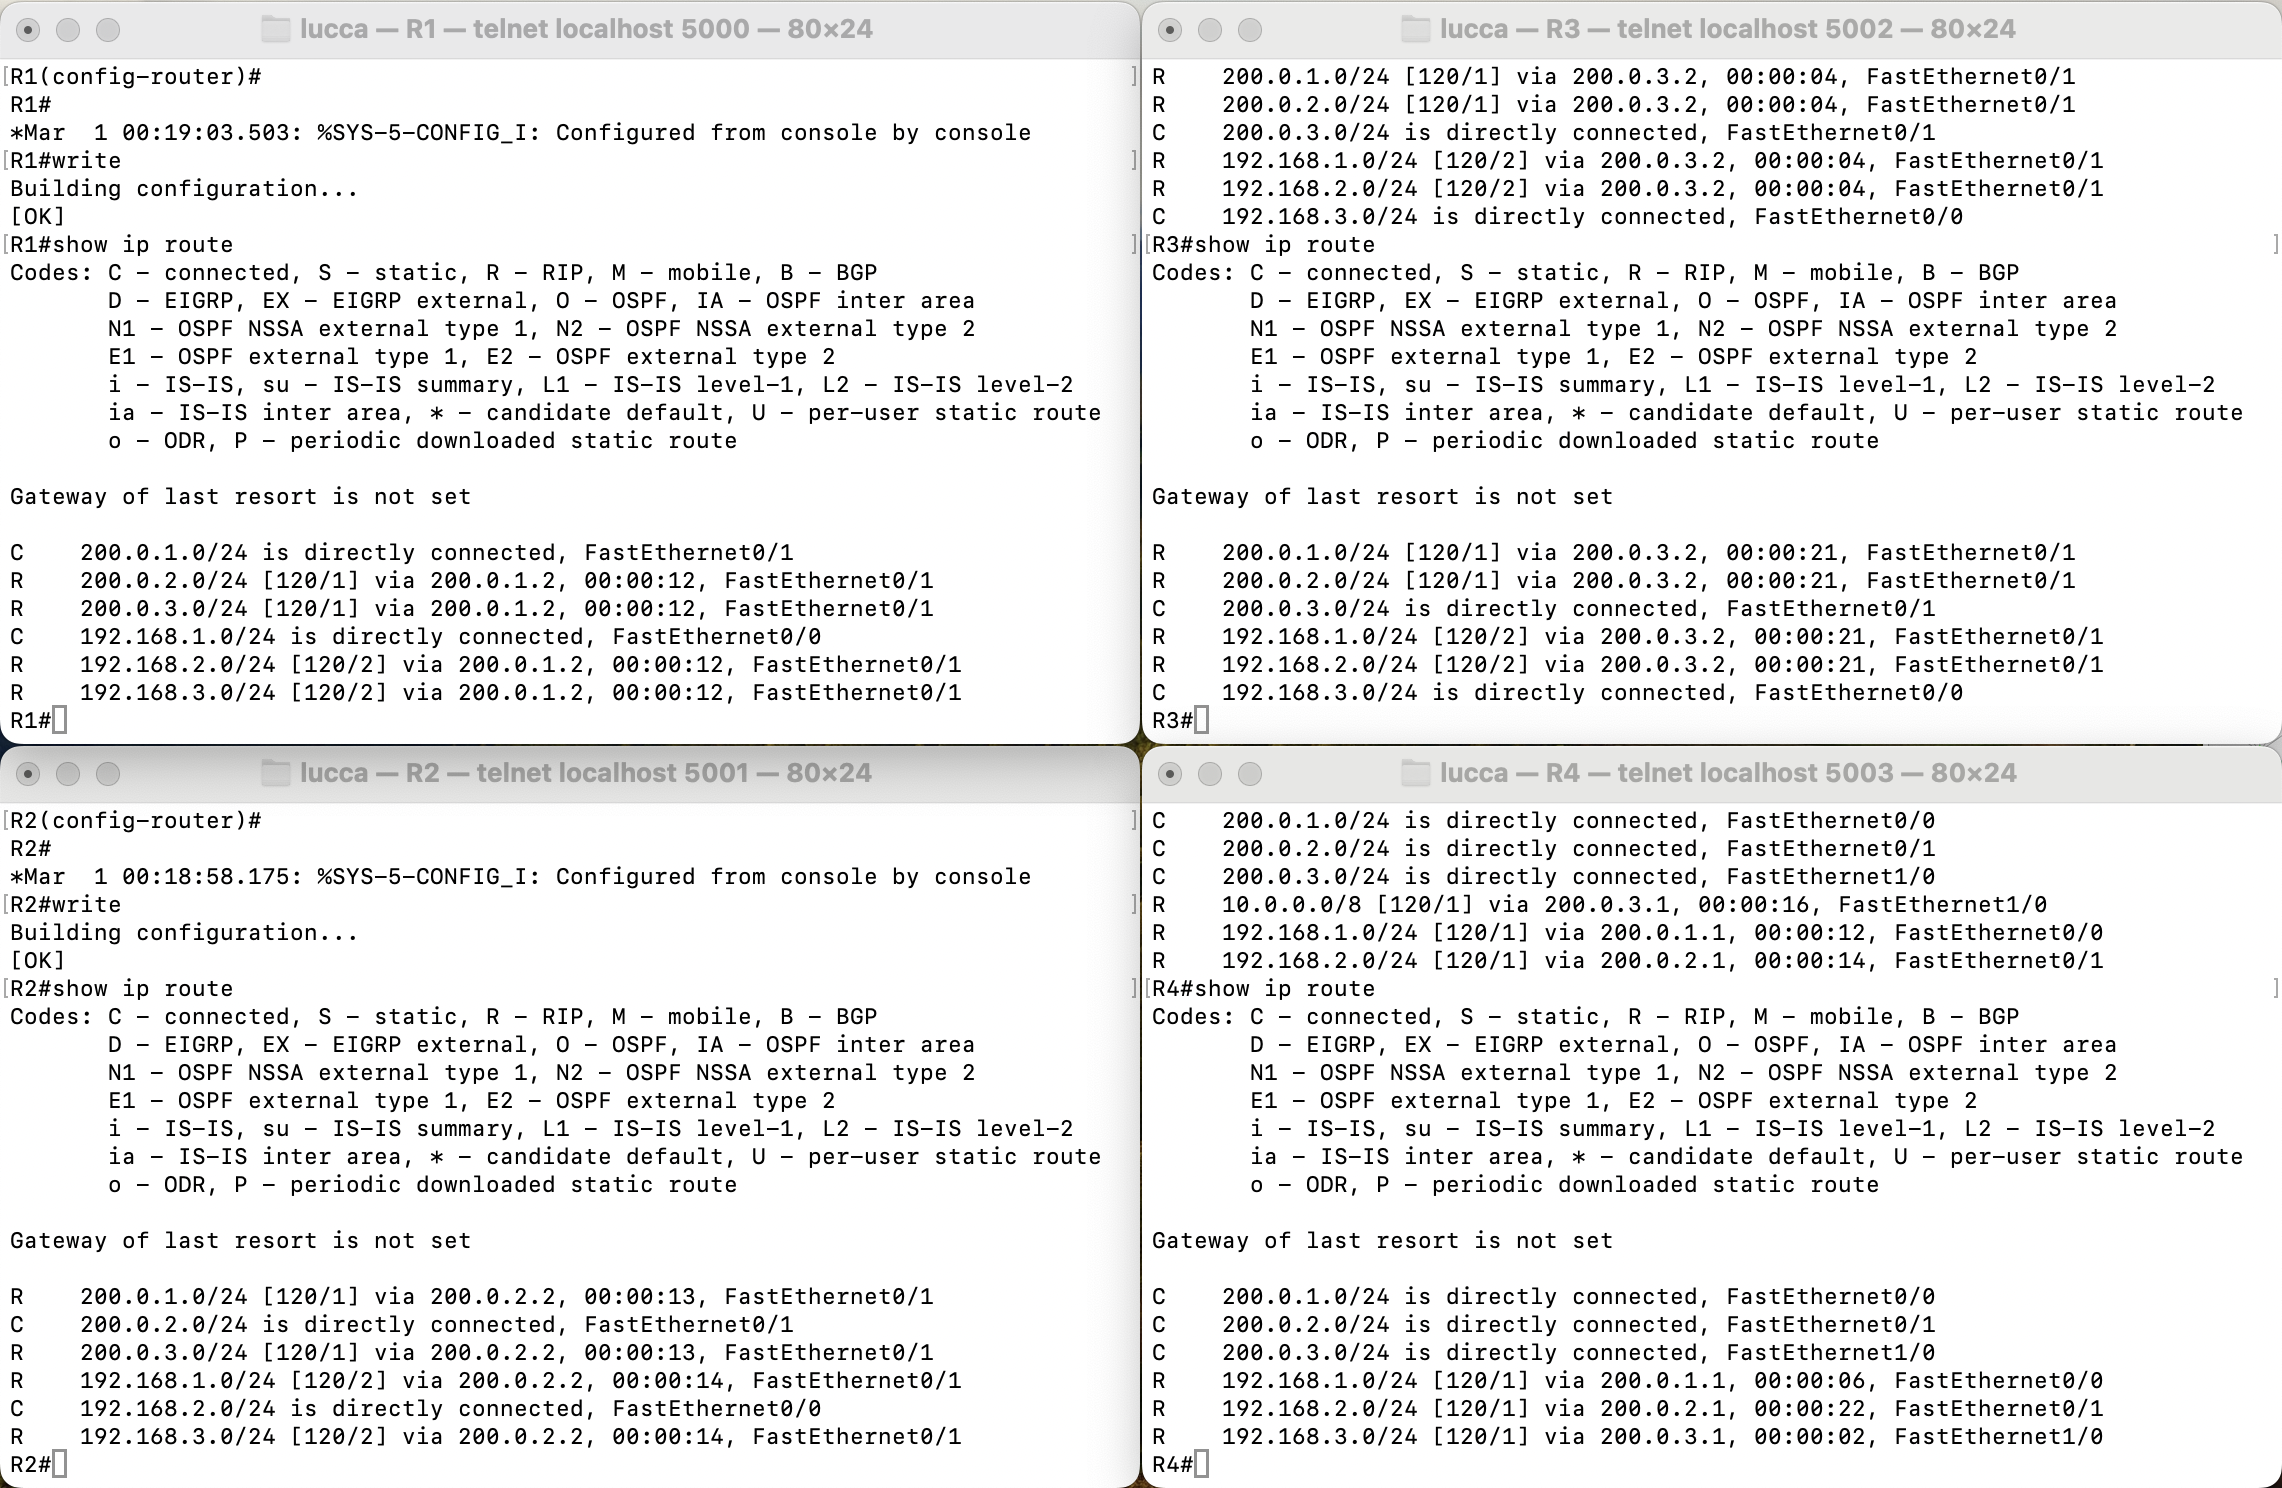 lucca — R1 — telnet localhost 5000 — 80×24
[R1(config-router)# ]
R1#
*Mar  1 00:19:03.503: %SYS-5-CONFIG_I: Configured from console by console
[R1#write ]
Building configuration...
[OK]
[R1#show ip route ]
Codes: C - connected, S - static, R - RIP, M - mobile, B - BGP
       D - EIGRP, EX - EIGRP external, O - OSPF, IA - OSPF inter area
       N1 - OSPF NSSA external type 1, N2 - OSPF NSSA external type 2
       E1 - OSPF external type 1, E2 - OSPF external type 2
       i - IS-IS, su - IS-IS summary, L1 - IS-IS level-1, L2 - IS-IS level-2
       ia - IS-IS inter area, * - candidate default, U - per-user static route
       o - ODR, P - periodic downloaded static route
Gateway of last resort is not set
C    200.0.1.0/24 is directly connected, FastEthernet0/1
R    200.0.2.0/24 [120/1] via 200.0.1.2, 00:00:12, FastEthernet0/1
R    200.0.3.0/24 [120/1] via 200.0.1.2, 00:00:12, FastEthernet0/1
C    192.168.1.0/24 is directly connected, FastEthernet0/0
R    192.168.2.0/24 [120/2] via 200.0.1.2, 00:00:12, FastEthernet0/1
R    192.168.3.0/24 [120/2] via 200.0.1.2, 00:00:12, FastEthernet0/1
R1#
lucca — R3 — telnet localhost 5002 — 80×24
R    200.0.1.0/24 [120/1] via 200.0.3.2, 00:00:04, FastEthernet0/1
R    200.0.2.0/24 [120/1] via 200.0.3.2, 00:00:04, FastEthernet0/1
C    200.0.3.0/24 is directly connected, FastEthernet0/1
R    192.168.1.0/24 [120/2] via 200.0.3.2, 00:00:04, FastEthernet0/1
R    192.168.2.0/24 [120/2] via 200.0.3.2, 00:00:04, FastEthernet0/1
C    192.168.3.0/24 is directly connected, FastEthernet0/0
[R3#show ip route ]
Codes: C - connected, S - static, R - RIP, M - mobile, B - BGP
       D - EIGRP, EX - EIGRP external, O - OSPF, IA - OSPF inter area
       N1 - OSPF NSSA external type 1, N2 - OSPF NSSA external type 2
       E1 - OSPF external type 1, E2 - OSPF external type 2
       i - IS-IS, su - IS-IS summary, L1 - IS-IS level-1, L2 - IS-IS level-2
       ia - IS-IS inter area, * - candidate default, U - per-user static route
       o - ODR, P - periodic downloaded static route
Gateway of last resort is not set
R    200.0.1.0/24 [120/1] via 200.0.3.2, 00:00:21, FastEthernet0/1
R    200.0.2.0/24 [120/1] via 200.0.3.2, 00:00:21, FastEthernet0/1
C    200.0.3.0/24 is directly connected, FastEthernet0/1
R    192.168.1.0/24 [120/2] via 200.0.3.2, 00:00:21, FastEthernet0/1
R    192.168.2.0/24 [120/2] via 200.0.3.2, 00:00:21, FastEthernet0/1
C    192.168.3.0/24 is directly connected, FastEthernet0/0
R3#
lucca — R2 — telnet localhost 5001 — 80×24
[R2(config-router)# ]
R2#
*Mar  1 00:18:58.175: %SYS-5-CONFIG_I: Configured from console by console
[R2#write ]
Building configuration...
[OK]
[R2#show ip route ]
Codes: C - connected, S - static, R - RIP, M - mobile, B - BGP
       D - EIGRP, EX - EIGRP external, O - OSPF, IA - OSPF inter area
       N1 - OSPF NSSA external type 1, N2 - OSPF NSSA external type 2
       E1 - OSPF external type 1, E2 - OSPF external type 2
       i - IS-IS, su - IS-IS summary, L1 - IS-IS level-1, L2 - IS-IS level-2
       ia - IS-IS inter area, * - candidate default, U - per-user static route
       o - ODR, P - periodic downloaded static route
Gateway of last resort is not set
R    200.0.1.0/24 [120/1] via 200.0.2.2, 00:00:13, FastEthernet0/1
C    200.0.2.0/24 is directly connected, FastEthernet0/1
R    200.0.3.0/24 [120/1] via 200.0.2.2, 00:00:13, FastEthernet0/1
R    192.168.1.0/24 [120/2] via 200.0.2.2, 00:00:14, FastEthernet0/1
C    192.168.2.0/24 is directly connected, FastEthernet0/0
R    192.168.3.0/24 [120/2] via 200.0.2.2, 00:00:14, FastEthernet0/1
R2#
lucca — R4 — telnet localhost 5003 — 80×24
C    200.0.1.0/24 is directly connected, FastEthernet0/0
C    200.0.2.0/24 is directly connected, FastEthernet0/1
C    200.0.3.0/24 is directly connected, FastEthernet1/0
R    10.0.0.0/8 [120/1] via 200.0.3.1, 00:00:16, FastEthernet1/0
R    192.168.1.0/24 [120/1] via 200.0.1.1, 00:00:12, FastEthernet0/0
R    192.168.2.0/24 [120/1] via 200.0.2.1, 00:00:14, FastEthernet0/1
[R4#show ip route ]
Codes: C - connected, S - static, R - RIP, M - mobile, B - BGP
       D - EIGRP, EX - EIGRP external, O - OSPF, IA - OSPF inter area
       N1 - OSPF NSSA external type 1, N2 - OSPF NSSA external type 2
       E1 - OSPF external type 1, E2 - OSPF external type 2
       i - IS-IS, su - IS-IS summary, L1 - IS-IS level-1, L2 - IS-IS level-2
       ia - IS-IS inter area, * - candidate default, U - per-user static route
       o - ODR, P - periodic downloaded static route
Gateway of last resort is not set
C    200.0.1.0/24 is directly connected, FastEthernet0/0
C    200.0.2.0/24 is directly connected, FastEthernet0/1
C    200.0.3.0/24 is directly connected, FastEthernet1/0
R    192.168.1.0/24 [120/1] via 200.0.1.1, 00:00:06, FastEthernet0/0
R    192.168.2.0/24 [120/1] via 200.0.2.1, 00:00:22, FastEthernet0/1
R    192.168.3.0/24 [120/1] via 200.0.3.1, 00:00:02, FastEthernet1/0
R4#